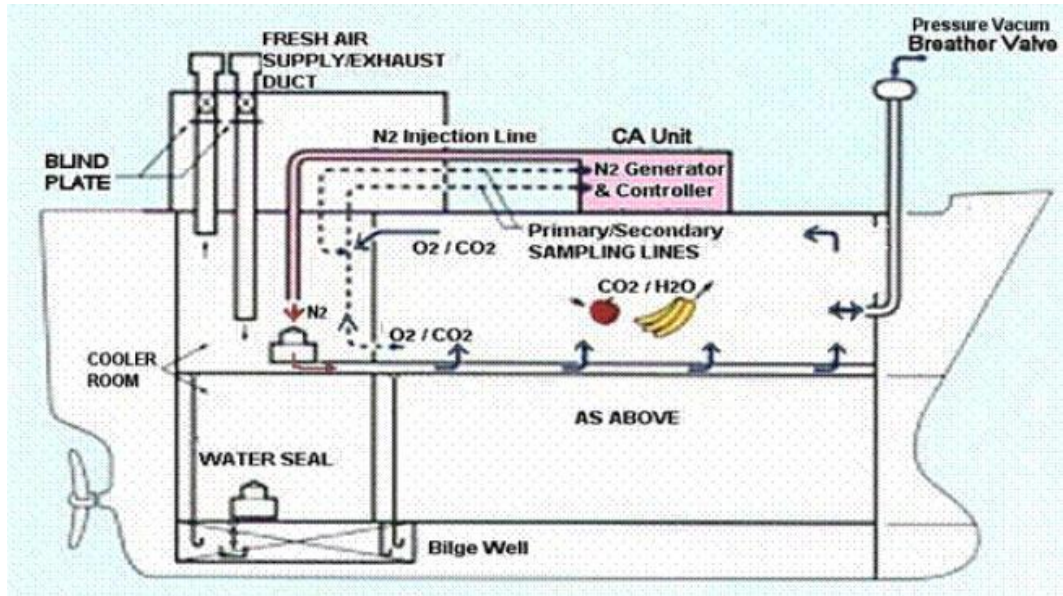 Pressure Vacum
Breather Valve
FRESH AIR
SUPPLY/EXHAUST
DUCT
N2 Injection Line
CA Unit
BLIND
PLATE
N2 Generator
& Controller
Primary/Secondary
SAMPLING LINES
O2 / CO2
CO2 / H2O
N2
O2 / CO2
COOLER
ROOM
AS ABOVE
WATER SEAL
Bilge Well